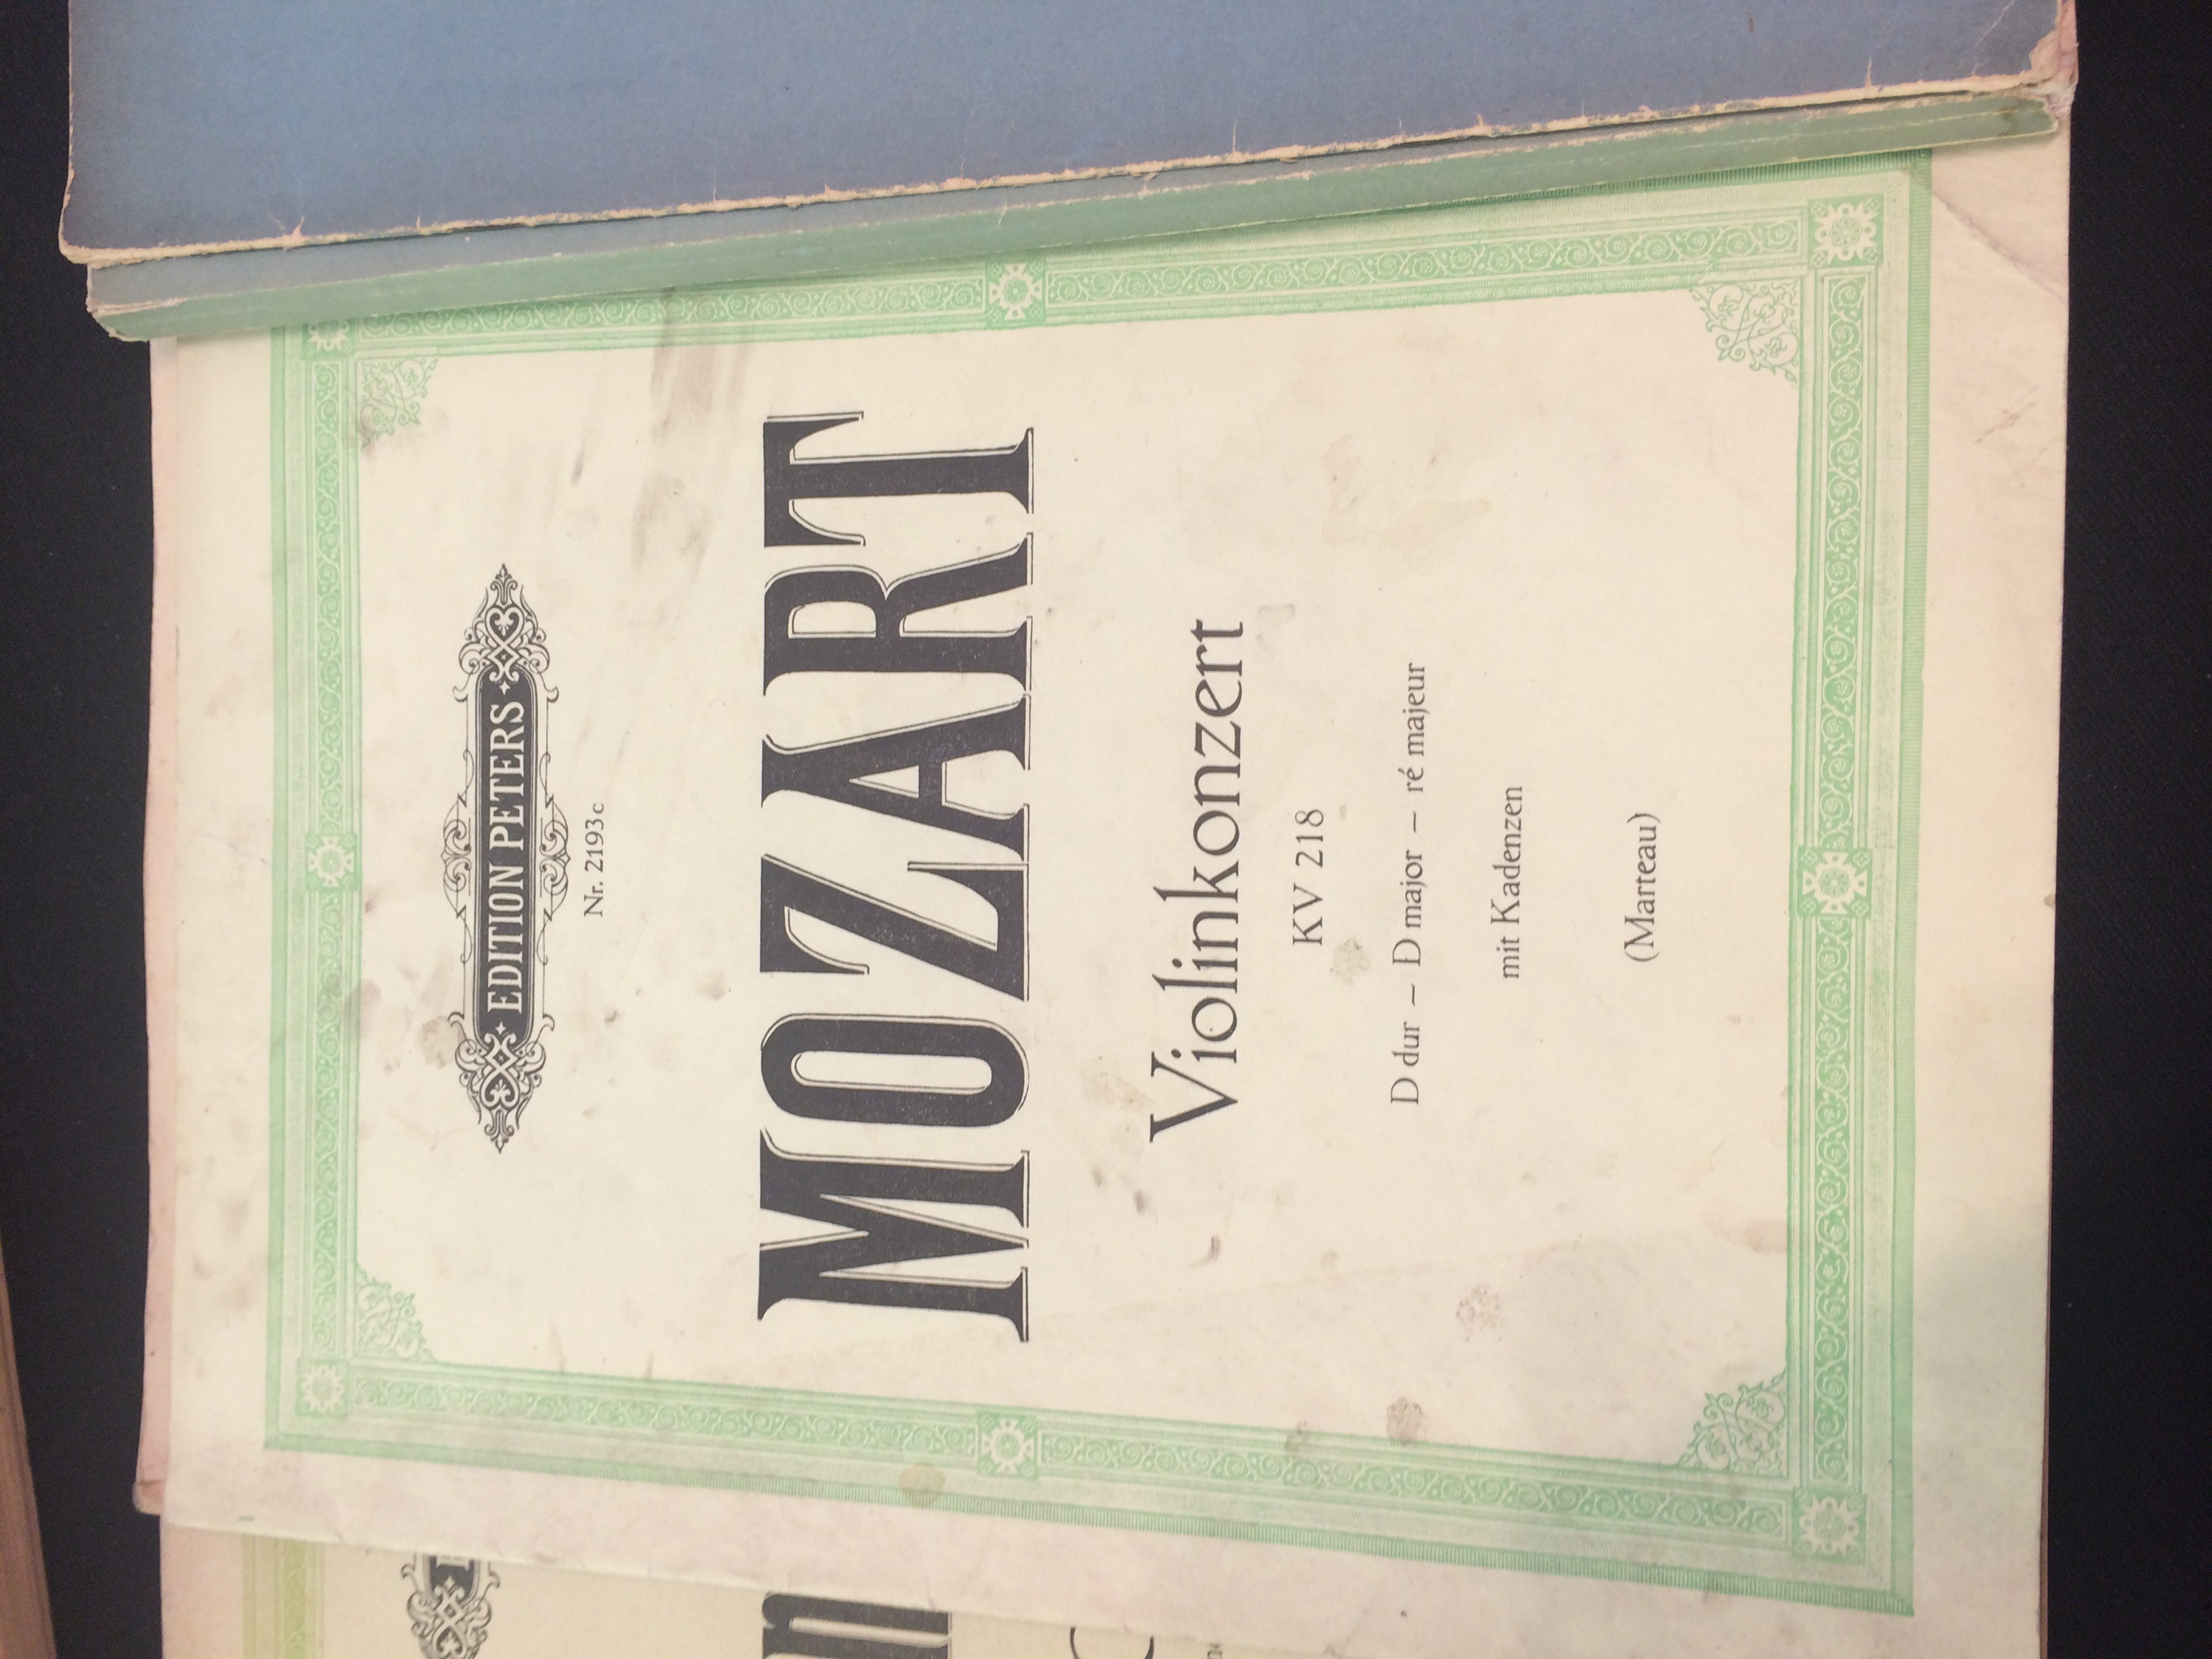 EDITION PETERS
Nr. 2193c
MOZART
Violinkonzert
KV 218
D dur – D major – ré majeur
mit Kadenzen
(Marteau)